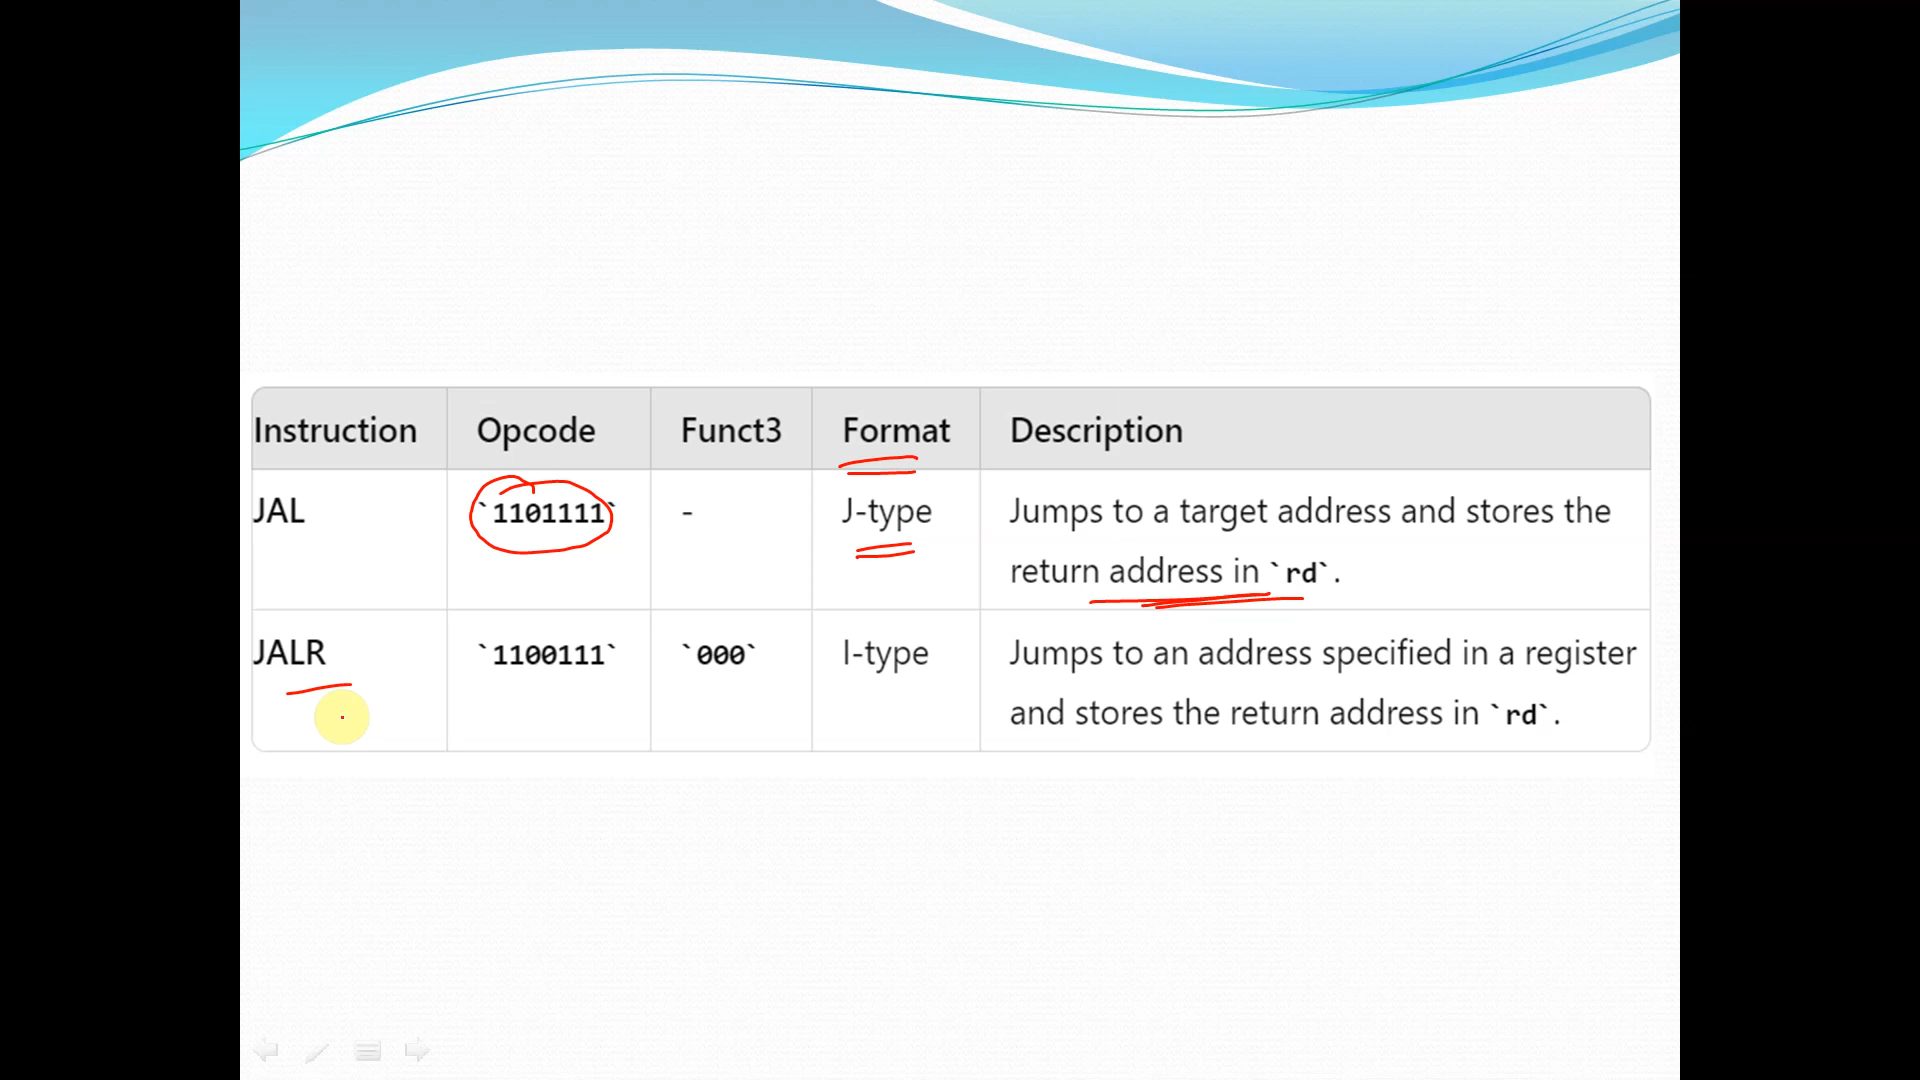 Instruction Opcode Funct3 Format Description
JAL `1101111` - J-type Jumps to a target address and stores the
return address in `rd`.
JALR `1100111` `000` I-type Jumps to an address specified in a register
and stores the return address in `rd`.